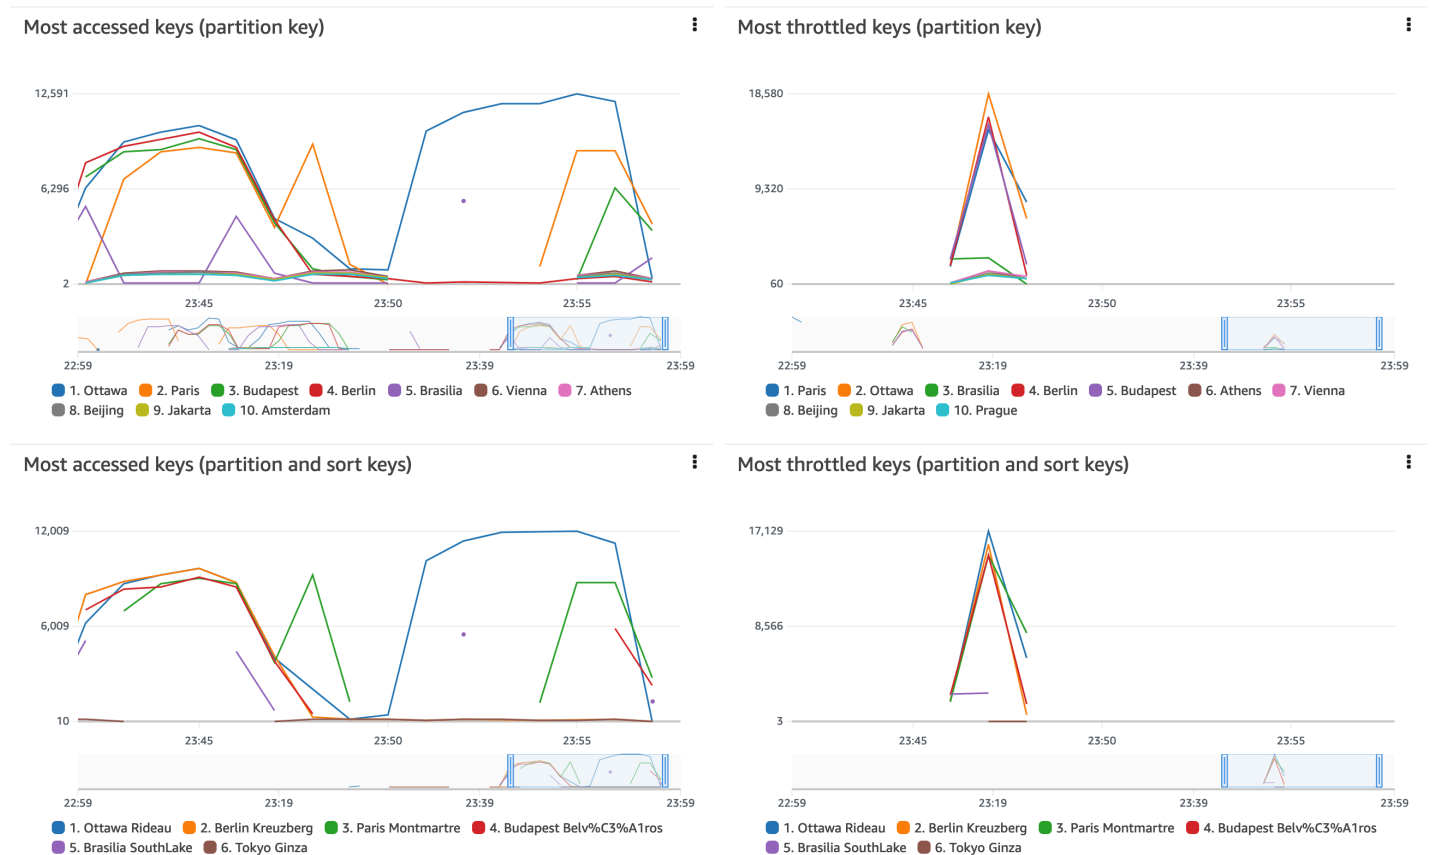 Most accessed keys (partition key)
12,591
6,296
2
23:45 23:50 23:55
22:59 23:19 23:39 23:59
1. Ottawa 2. Paris 3. Budapest 4. Berlin 5. Brasilia 6. Vienna 7. Athens
8. Beijing 9. Jakarta 10. Amsterdam
Most throttled keys (partition key)
18,580
9,320
60
23:45 23:50 23:55
22:59 23:19 23:39 23:59
1. Paris 2. Ottawa 3. Brasilia 4. Berlin 5. Budapest 6. Athens 7. Vienna
8. Beijing 9. Jakarta 10. Prague
Most accessed keys (partition and sort keys)
12,009
6,009
10
23:45 23:50 23:55
22:59 23:19 23:39 23:59
1. Ottawa Rideau 2. Berlin Kreuzberg 3. Paris Montmartre 4. Budapest Belv%C3%A1ros
5. Brasilia SouthLake 6. Tokyo Ginza
Most throttled keys (partition and sort keys)
17,129
8,566
3
23:45 23:50 23:55
22:59 23:19 23:39 23:59
1. Ottawa Rideau 2. Berlin Kreuzberg 3. Paris Montmartre 4. Budapest Belv%C3%A1ros
5. Brasilia SouthLake 6. Tokyo Ginza